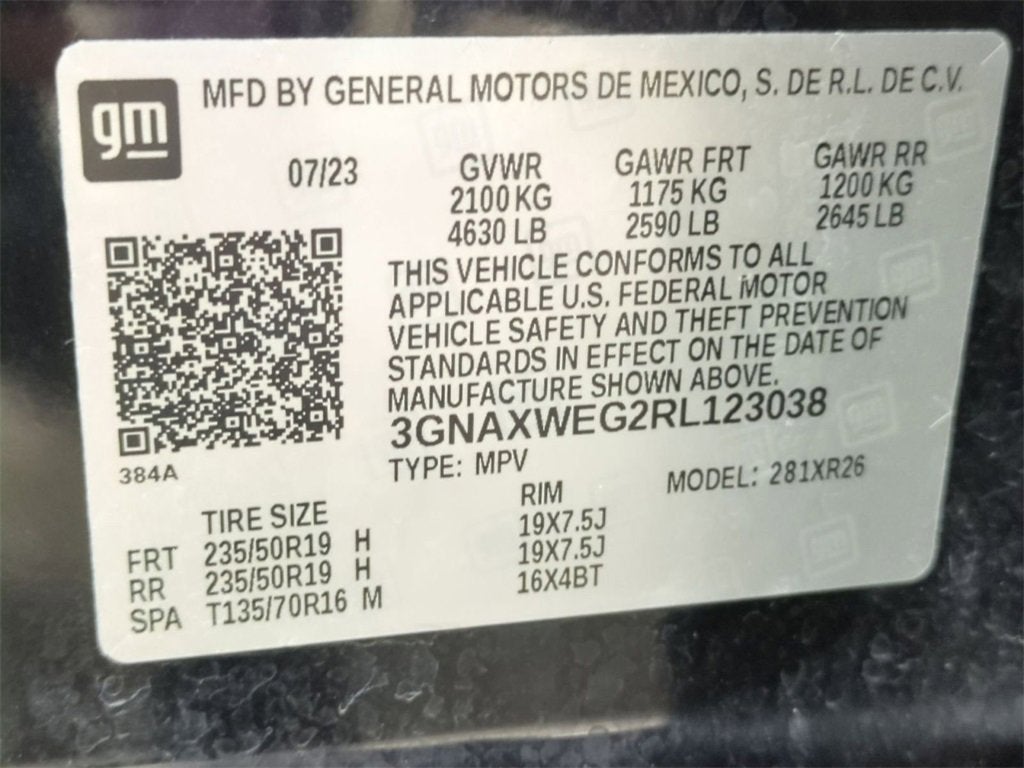 gm
MFD BY GENERAL MOTORS DE MEXICO, S. DE R.L. DE C.V.
07/23 GVWR GAWR FRT GAWR RR
2100 KG 1175 KG 1200 KG
4630 LB 2590 LB 2645 LB
THIS VEHICLE CONFORMS TO ALL
APPLICABLE U.S. FEDERAL MOTOR
VEHICLE SAFETY AND THEFT PREVENTION
STANDARDS IN EFFECT ON THE DATE OF
MANUFACTURE SHOWN ABOVE.
3GNAXWEG2RL123038
384A
TYPE: MPV MODEL: 281XR26
TIRE SIZE RIM
FRT 235/50R19 H 19X7.5J
RR 235/50R19 H 19X7.5J
SPA T135/70R16 M 16X4BT